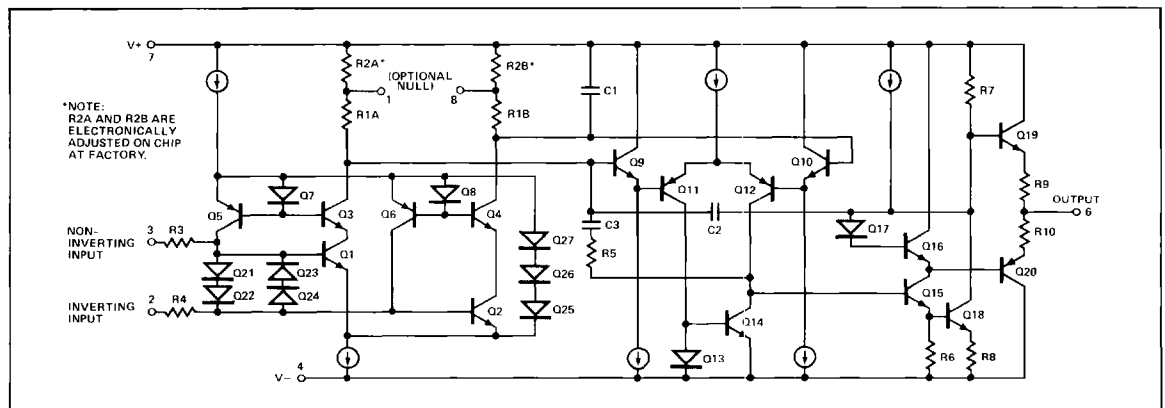 V+
7
R2A*
(OPTIONAL
NULL)
1
8
R2B*
R1A
R1B
C1
*NOTE:
R2A AND R2B ARE
ELECTRONICALLY
ADJUSTED ON CHIP
AT FACTORY.
R7
Q19
Q9
Q10
Q11
Q12
R9
OUTPUT
6
R10
Q7
Q8
Q5
Q3
Q6
Q4
C3
C2
Q17
Q16
Q20
NON-
INVERTING
INPUT
3
R3
R5
Q27
Q21
Q23
Q1
Q26
Q22
Q24
Q25
Q15
Q18
INVERTING
INPUT
2
R4
Q2
Q14
Q13
R6
R8
V–
4